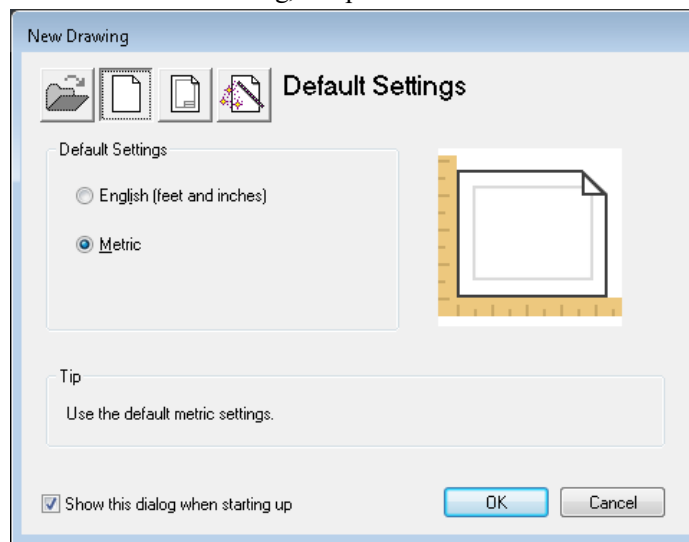 New Drawing
Default Settings
Default Settings
English (feet and inches)
Metric
Tip
Use the default metric settings.
Show this dialog when starting up
OK
Cancel